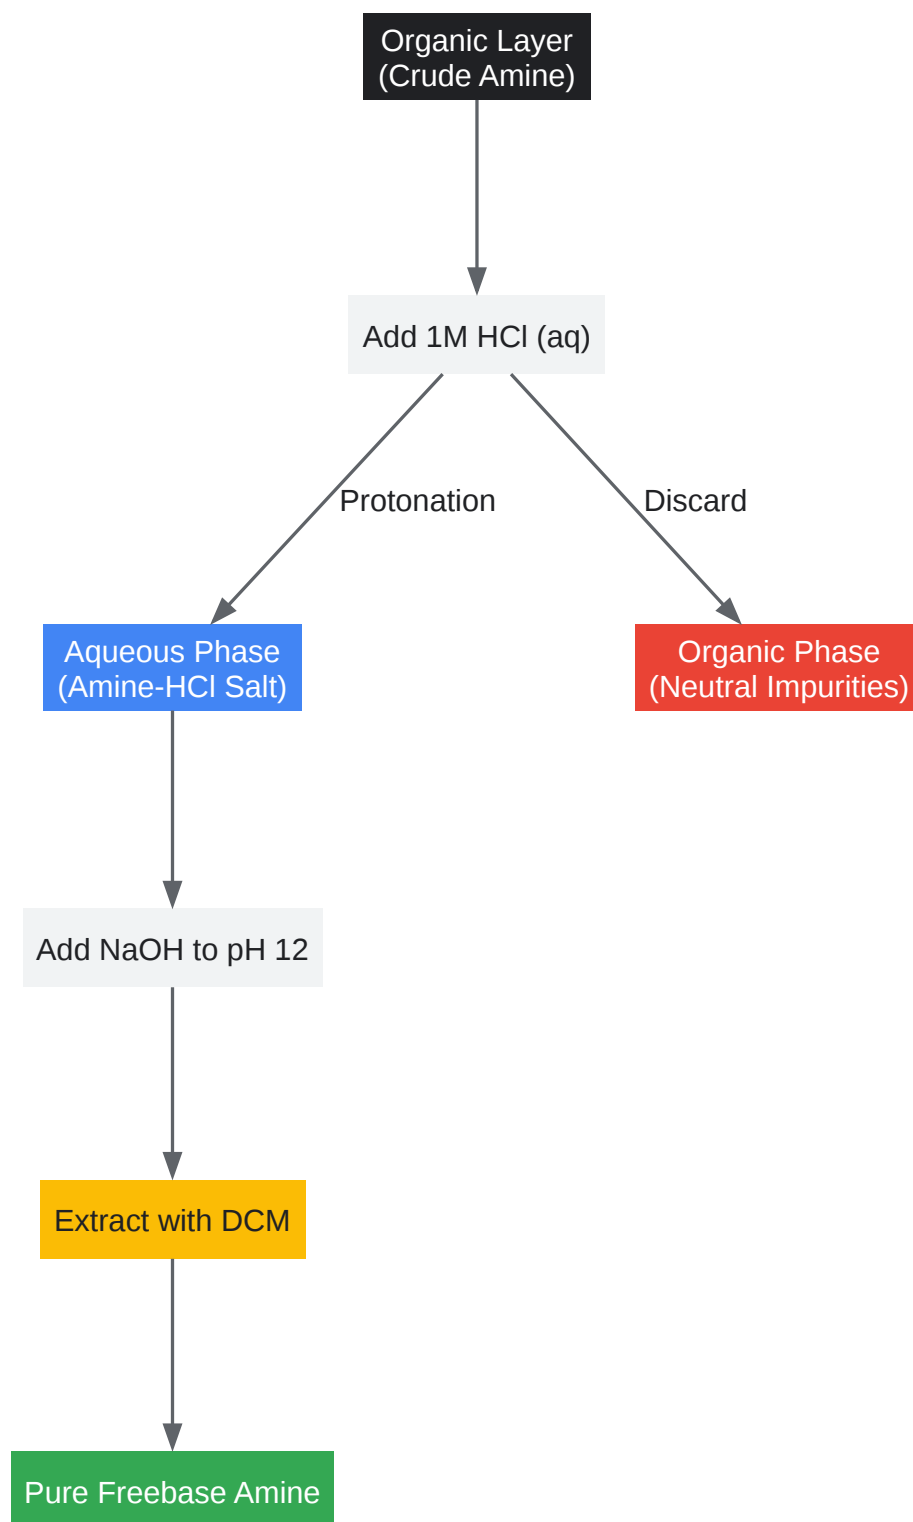 Organic Layer
(Crude Amine)
Add 1M HCl (aq)
Protonation
Discard
Aqueous Phase
(Amine-HCl Salt)
Organic Phase
(Neutral Impurities)
Add NaOH to pH 12
Extract with DCM
Pure Freebase Amine